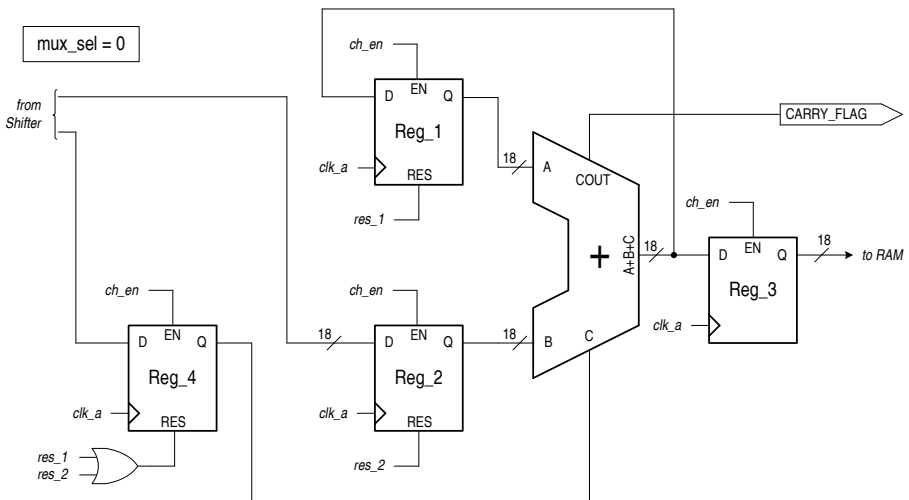 mux_sel = 0
from
Shifter
ch_en
D
EN
Q
Reg_1
clk_a
RES
res_1
18
A
COUT
CARRY_FLAG
+
A+B+C
18
ch_en
D
EN
Q
Reg_3
clk_a
18
to RAM
ch_en
D
EN
Q
Reg_4
clk_a
RES
res_1
res_2
ch_en
18
D
EN
Q
Reg_2
clk_a
RES
res_2
18
B
C